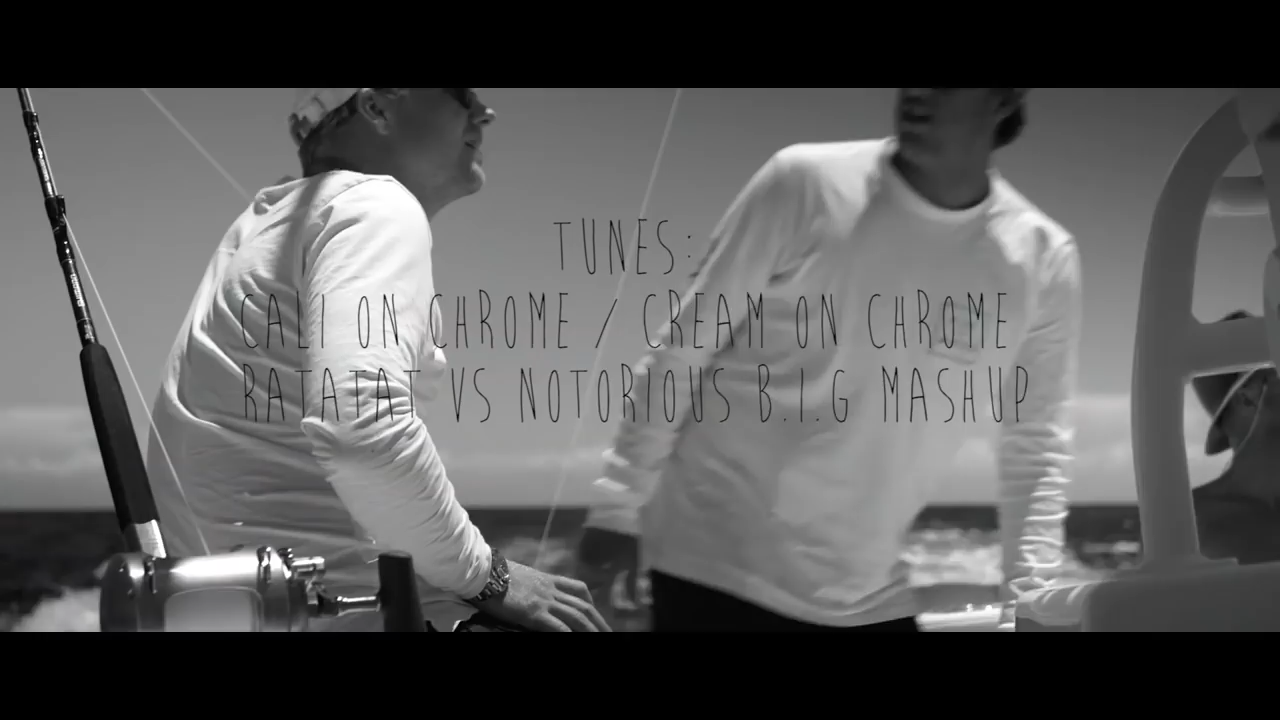 TUNES:
CALI ON CHROME / CREAM ON CHROME
RATATAT VS NOTORIOUS B.I.G MASHUP